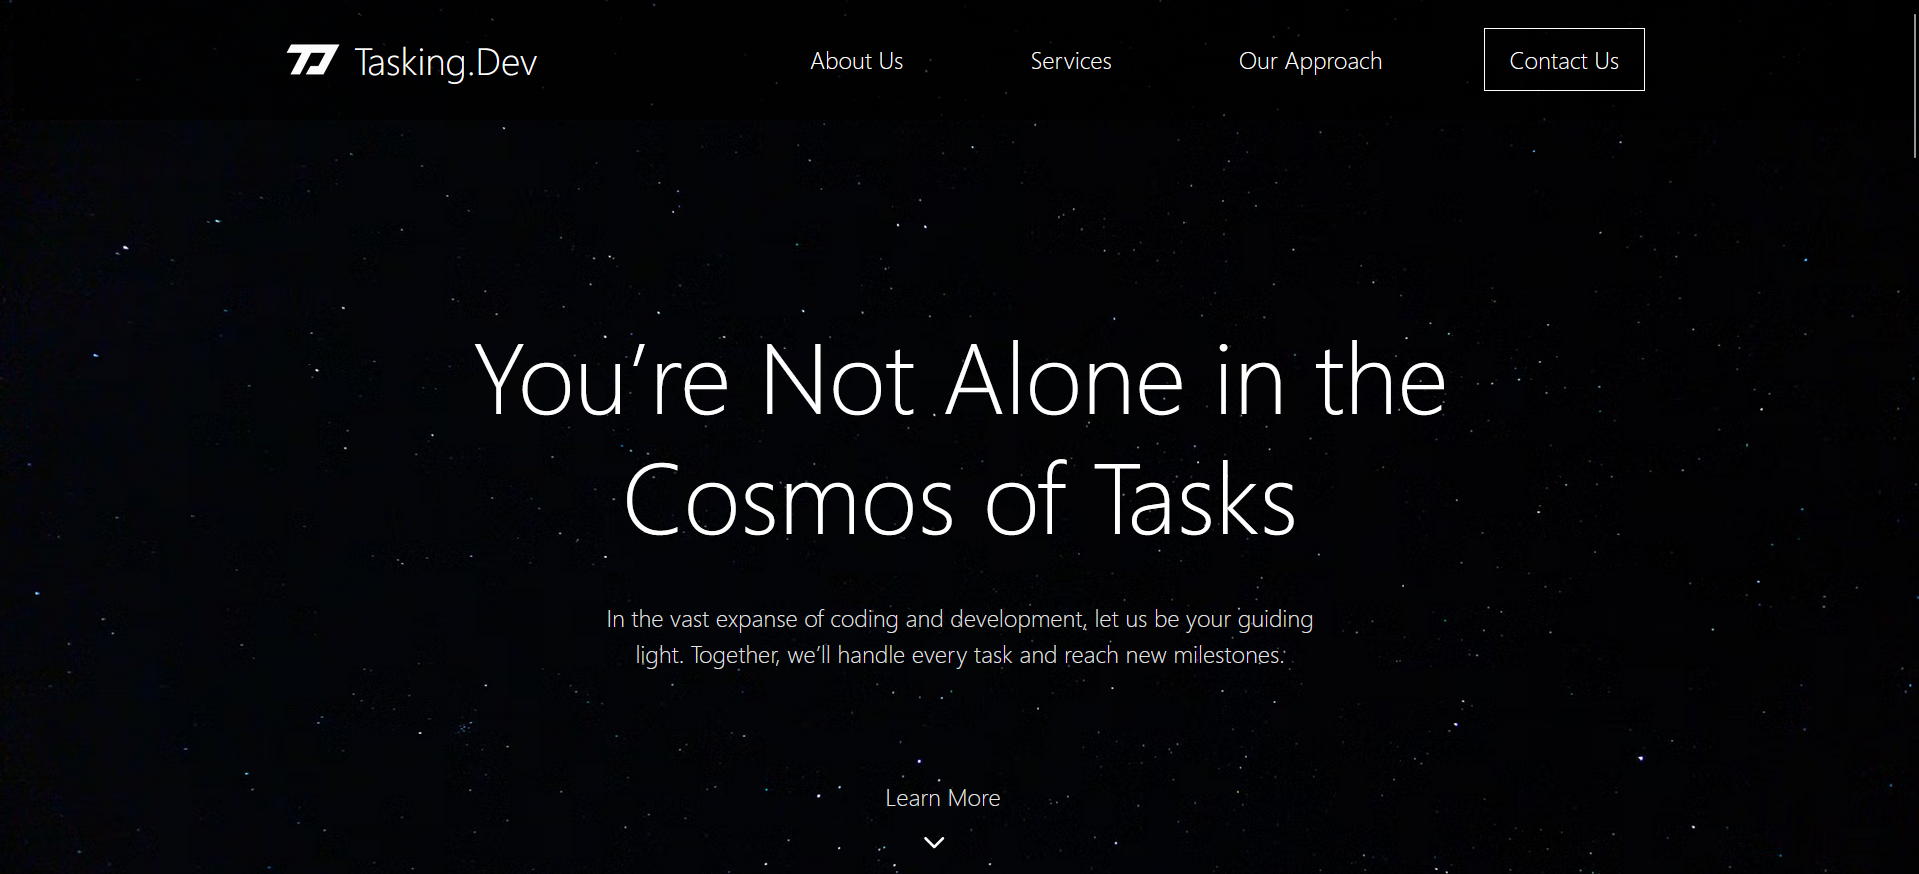 Tasking.Dev
About Us
Services
Our Approach
Contact Us
You’re Not Alone in the
Cosmos of Tasks
In the vast expanse of coding and development, let us be your guiding
light. Together, we’ll handle every task and reach new milestones.
Learn More